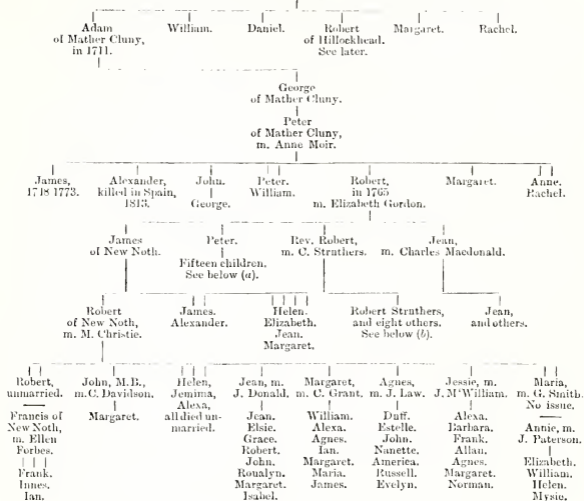 Adam William. Daniel. Robert Margaret. Rachel.
of Mather Cluny, of Hillockhead.
in 1711. See later.
George
of Mather Cluny.
Peter
of Mather Cluny,
m. Anne Moir.
James, Alexander, John. Peter. Robert, Margaret. Anne.
1718 1773. killed in Spain, William. in 1765 Rachel.
1813. George. m. Elizabeth Gordon.
James Peter. Rev. Robert, Jean,
of New Noth. m. C. Struthers. m. Charles Macdonald.
Fifteen children.
See below (a).
Robert James. Helen. Robert Struthers, Jean,
of New Noth, Alexander. Elizabeth. and eight others. and others.
m. M. Christie. Jean. See below (b).
Margaret.
Robert, John, M.B., Helen, Jean, m. Margaret, Agnes, Jessie, m. Maria,
unmarried. m. C. Davidson. Jemima, J. Donald. m. C. Grant. m. J. Law. J. M'William. m. G. Smith.
Alexa, No issue.
Francis of Margaret. all died un- Jean. William. Duff. Alexa.
New Noth, married. Elsie. Alexa. Estelle. Barbara. Annie, m.
m. Ellen Grace. Agnes. John. Frank. J. Paterson.
Forbes. Robert. Ian. Nanette. Allan.
John. Margaret. America. Agnes. Elizabeth.
Frank. Roualyn. Maria. Russell. Margaret. William.
Innes. Margaret. James. Evelyn. Norman. Helen.
Ian. Isabel. Mysie.